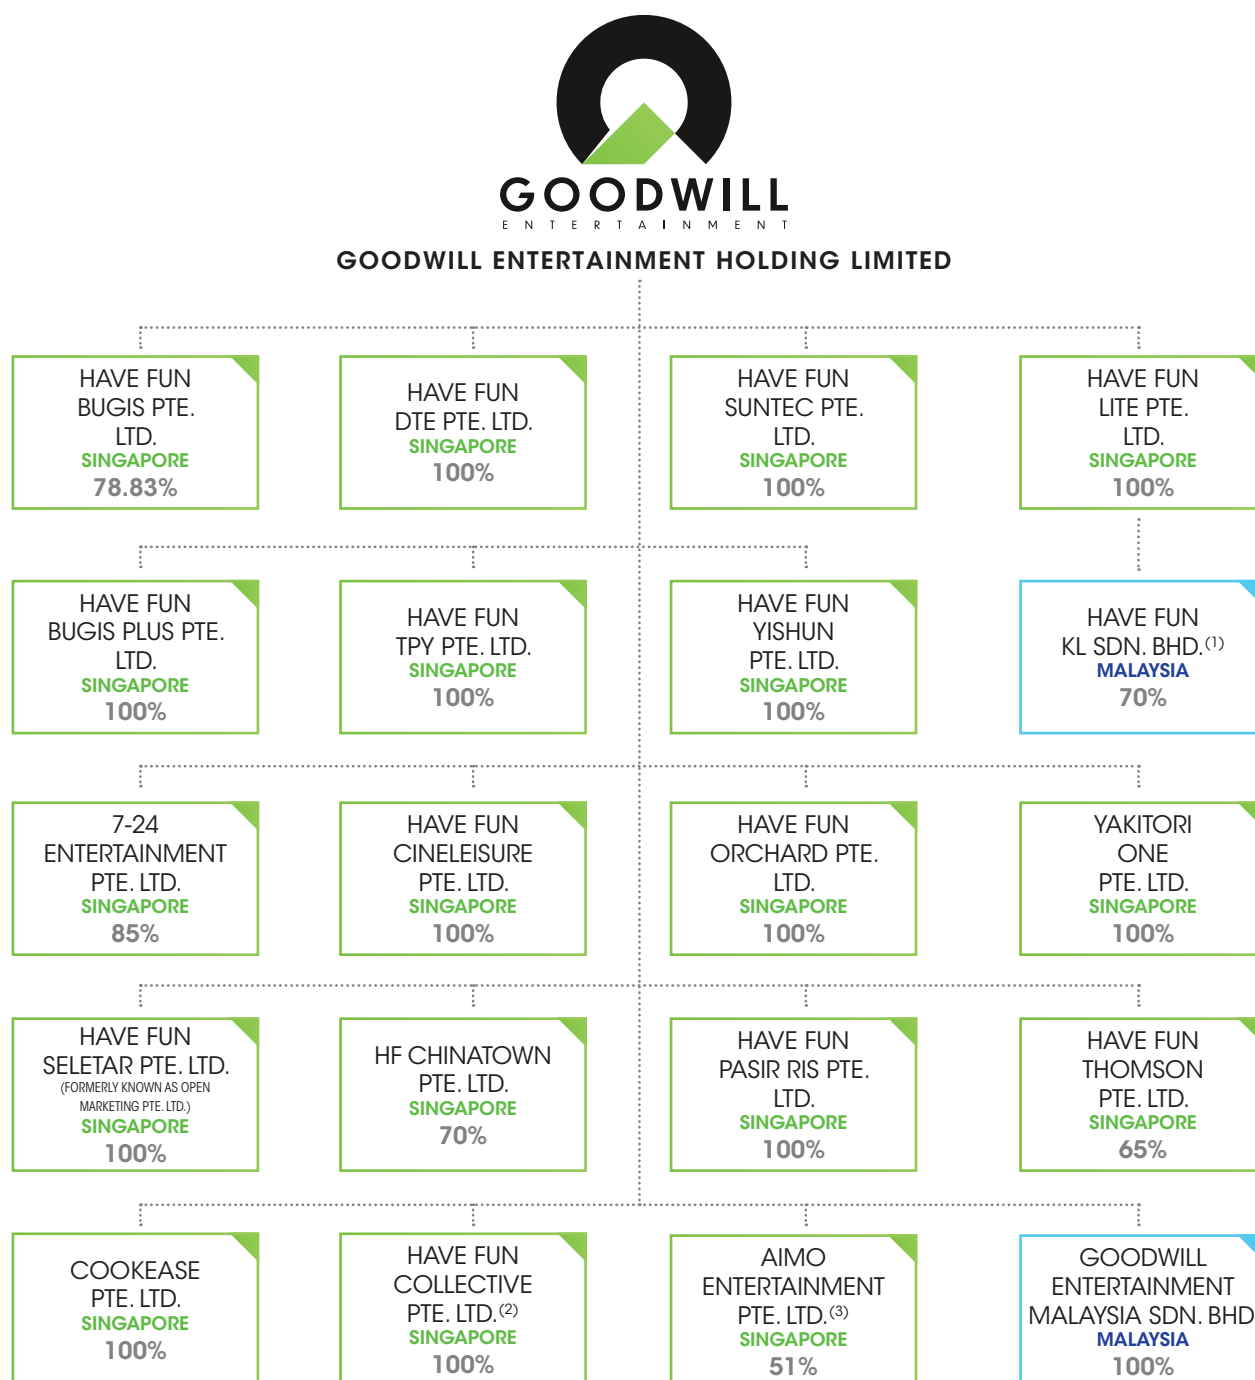 GOODWILL
ENTERTAINMENT
GOODWILL ENTERTAINMENT HOLDING LIMITED
HAVE FUN
BUGIS PTE.
LTD.
SINGAPORE
78.83%
HAVE FUN
DTE PTE. LTD.
SINGAPORE
100%
HAVE FUN
SUNTEC PTE.
LTD.
SINGAPORE
100%
HAVE FUN
LITE PTE.
LTD.
SINGAPORE
100%
HAVE FUN
BUGIS PLUS PTE.
LTD.
SINGAPORE
100%
HAVE FUN
TPY PTE. LTD.
SINGAPORE
100%
HAVE FUN
YISHUN
PTE. LTD.
SINGAPORE
100%
HAVE FUN
KL SDN. BHD.(1)
MALAYSIA
70%
7-24
ENTERTAINMENT
PTE. LTD.
SINGAPORE
85%
HAVE FUN
CINELEISURE
PTE. LTD.
SINGAPORE
100%
HAVE FUN
ORCHARD PTE.
LTD.
SINGAPORE
100%
YAKITORI
ONE
PTE. LTD.
SINGAPORE
100%
HAVE FUN
SELETAR PTE. LTD.
(FORMERLY KNOWN AS OPEN
MARKETING PTE. LTD.)
SINGAPORE
100%
HF CHINATOWN
PTE. LTD.
SINGAPORE
70%
HAVE FUN
PASIR RIS PTE.
LTD.
SINGAPORE
100%
HAVE FUN
THOMSON
PTE. LTD.
SINGAPORE
65%
COOKEASE
PTE. LTD.
SINGAPORE
100%
HAVE FUN
COLLECTIVE
PTE. LTD.(2)
SINGAPORE
100%
AIMO
ENTERTAINMENT
PTE. LTD.(3)
SINGAPORE
51%
GOODWILL
ENTERTAINMENT
MALAYSIA SDN. BHD
MALAYSIA
100%